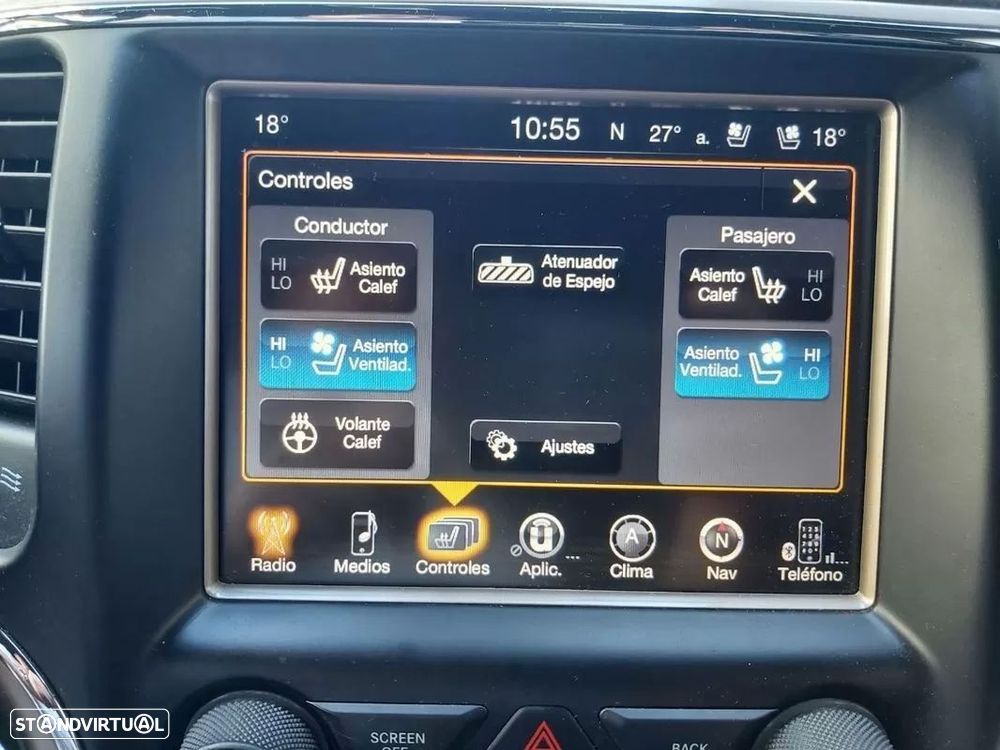 18°
10:55 N 27° a. 18°
Controles
Conductor
Pasajero
HI
LO
Asiento
Calef
Atenuador
de Espejo
Asiento
Calef
HI
LO
HI
LO
Asiento
Ventilad.
Asiento
Ventilad.
HI
LO
Volante
Calef
Ajustes
Radio
Medios
Controles
Aplic.
A
Clima
N
Nav
Teléfono
SCREEN
OFF
BACK
STANDVIRTUAL